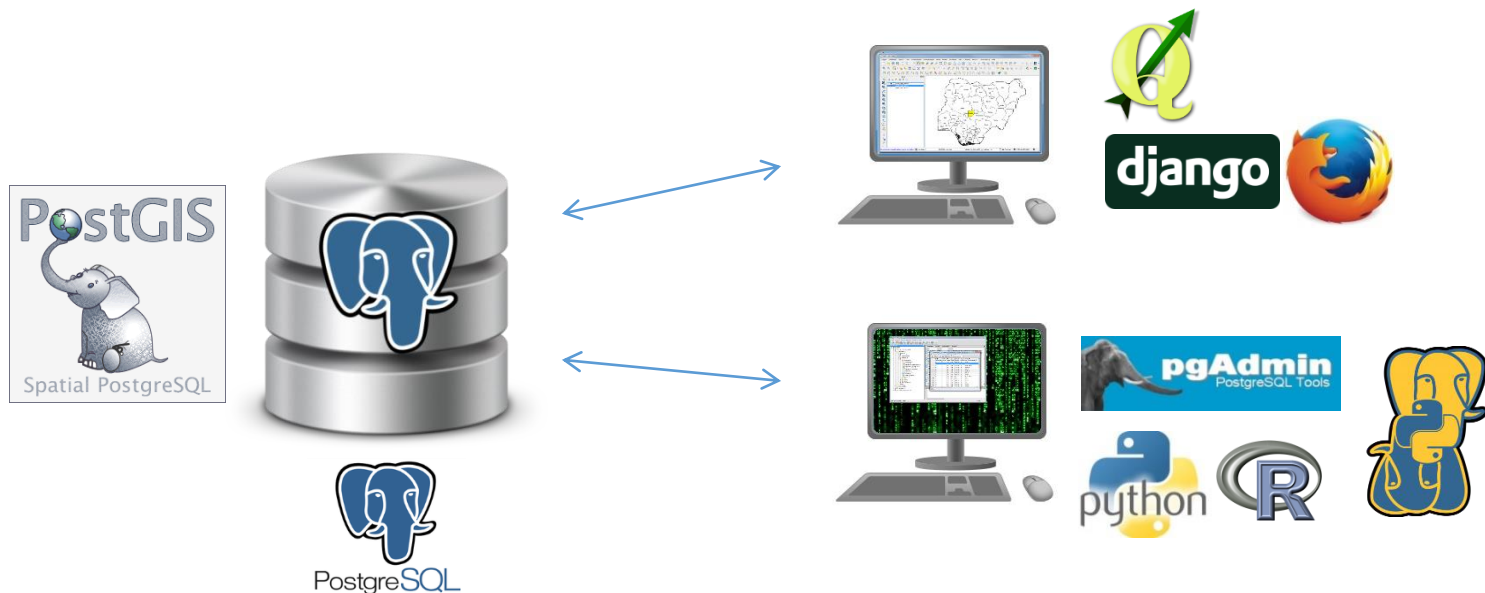 PostGIS
Spatial PostgreSQL
PostgreSQL
django
pgAdmin
PostgreSQL Tools
python
R